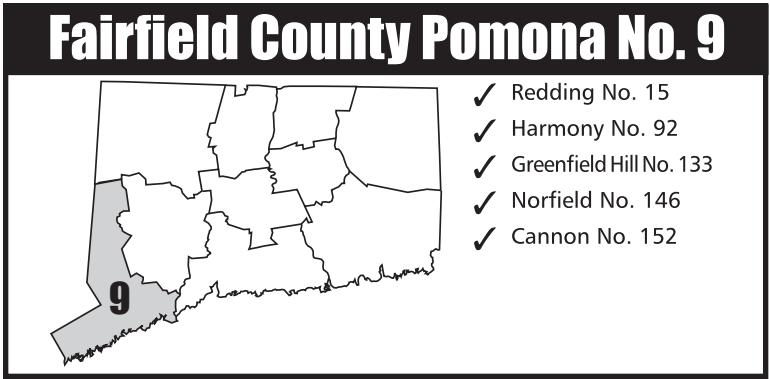 Fairfield County Pomona No. 9
✓ Redding No. 15
✓ Harmony No. 92
✓ Greenfield Hill No. 133
✓ Norfield No. 146
✓ Cannon No. 152
9